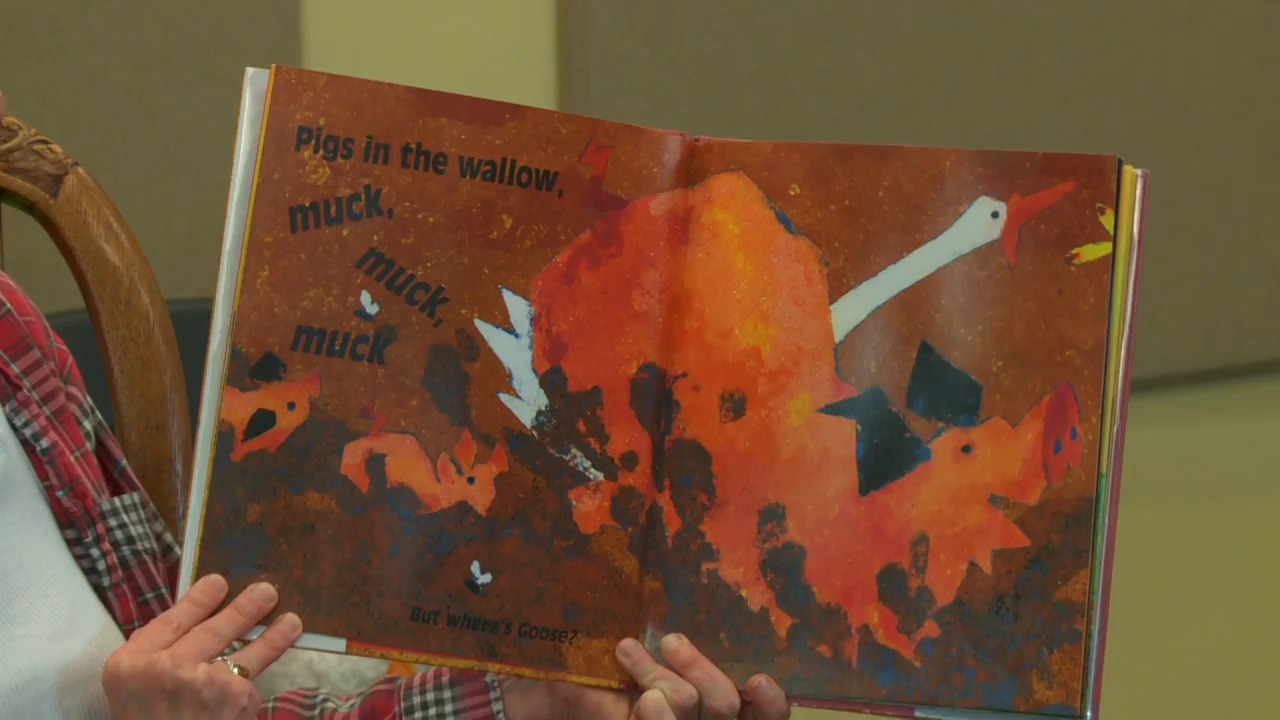 Pigs in the wallow,
muck,
muck,
muck
But where's Goose?